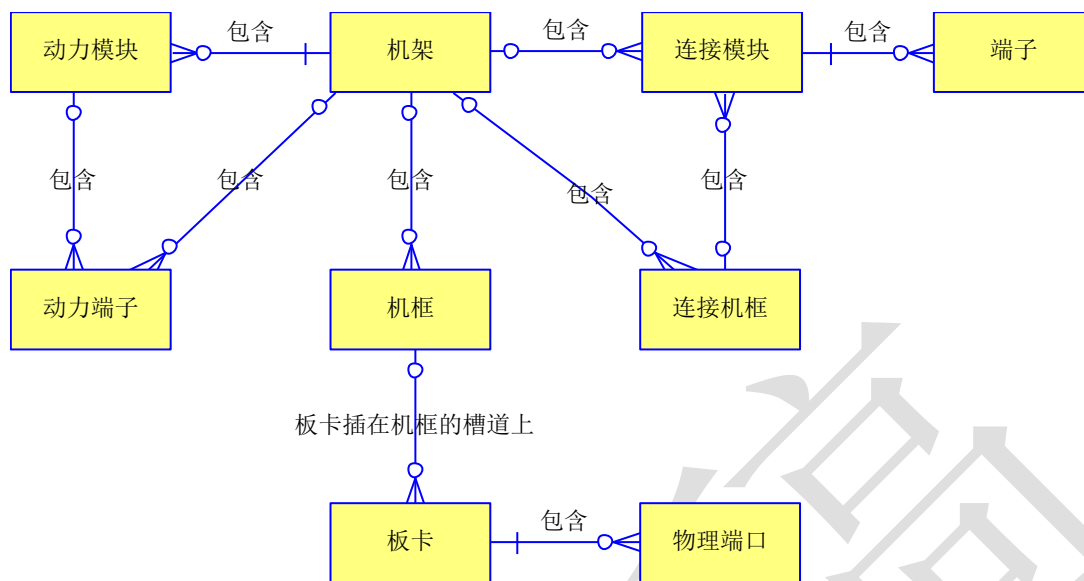 动力模块
包含
机架
包含
连接模块
包含
端子
包含
包含
包含
包含
包含
动力端子
机框
连接机框
板卡插在机框的槽道上
板卡
包含
物理端口